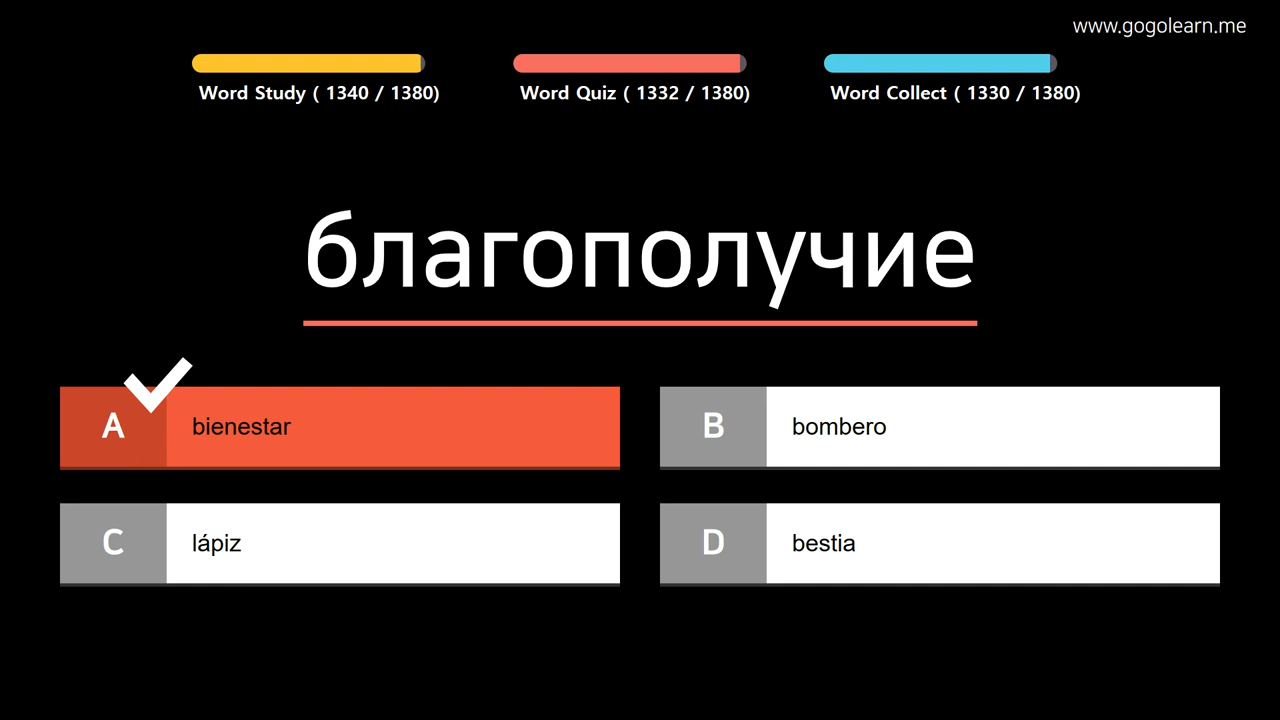 www.gogolearn.me
Word Study ( 1340 / 1380)
Word Quiz ( 1332 / 1380)
Word Collect ( 1330 / 1380)
благополучие
A bienestar
B bombero
C lápiz
D bestia